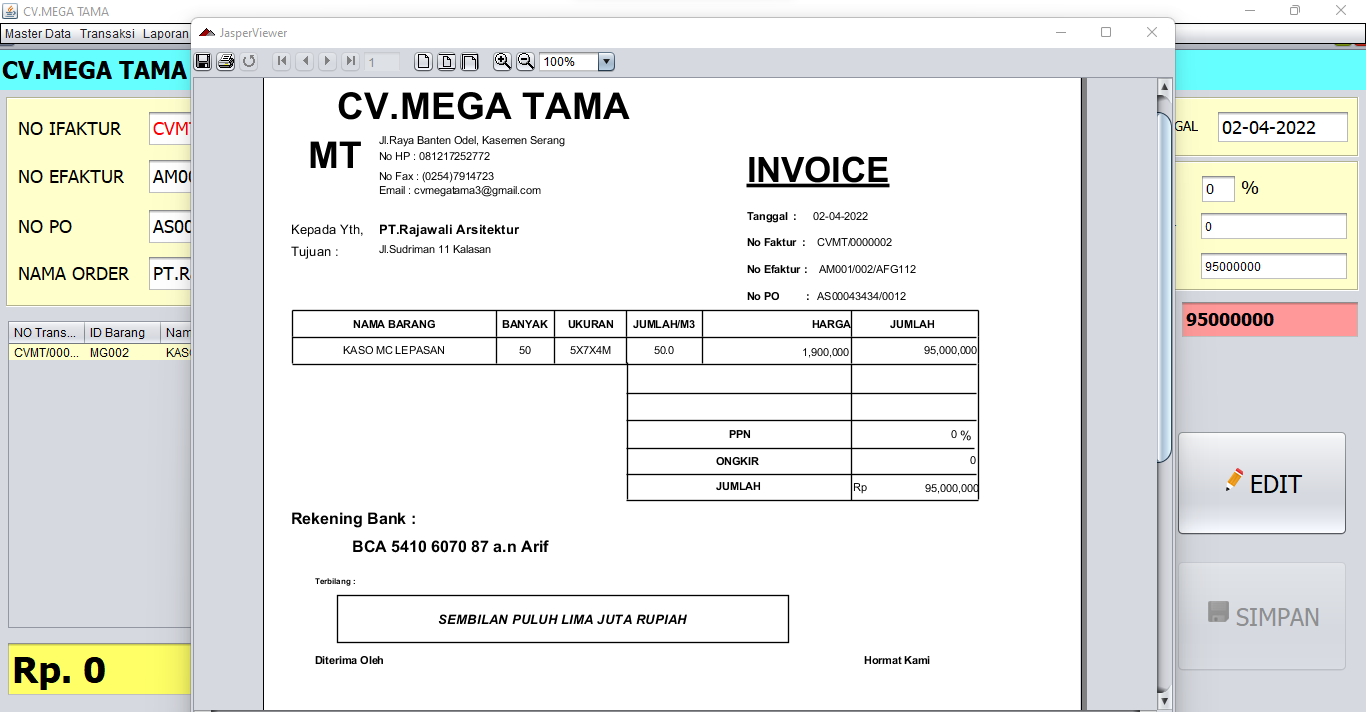 CV.MEGA TAMA
Master Data Transaksi Laporan
CV.MEGA TAMA
NO IFAKTUR CVMT
NO EFAKTUR AM00
NO PO AS00
NAMA ORDER PT.R
NO Trans... ID Barang Nam
CVMT/000... MG002 KAS
Rp. 0
JasperViewer
1 100%
CV.MEGA TAMA
MT
Jl.Raya Banten Odel, Kasemen Serang
No HP : 081217252772
No Fax : (0254)7914723
Email : cvmegatama3@gmail.com
INVOICE
Kepada Yth, PT.Rajawali Arsitektur
Tujuan : Jl.Sudriman 11 Kalasan
Tanggal : 02-04-2022
No Faktur : CVMT/0000002
No Efaktur : AM001/002/AFG112
No PO : AS00043434/0012
NAMA BARANG BANYAK UKURAN JUMLAH/M3 HARGA JUMLAH
KASO MC LEPASAN 50 5X7X4M 50.0 1,900,000 95,000,000
PPN 0 %
ONGKIR 0
JUMLAH Rp 95,000,000
Rekening Bank :
BCA 5410 6070 87 a.n Arif
Terbilang :
SEMBILAN PULUH LIMA JUTA RUPIAH
Diterima Oleh Hormat Kami
GAL 02-04-2022
0 %
0
95000000
95000000
EDIT
SIMPAN